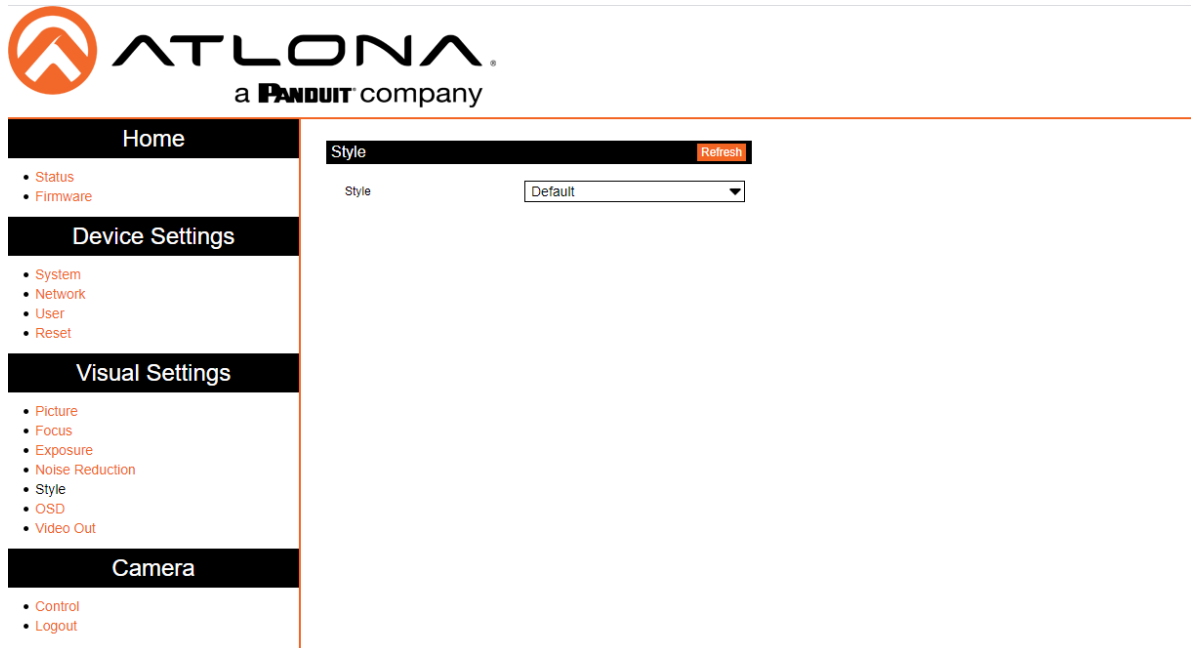 ATLONA®
a PANDUIT™ company
Home
• Status
• Firmware
Device Settings
• System
• Network
• User
• Reset
Visual Settings
• Picture
• Focus
• Exposure
• Noise Reduction
• Style
• OSD
• Video Out
Camera
• Control
• Logout
Style Refresh
Style Default